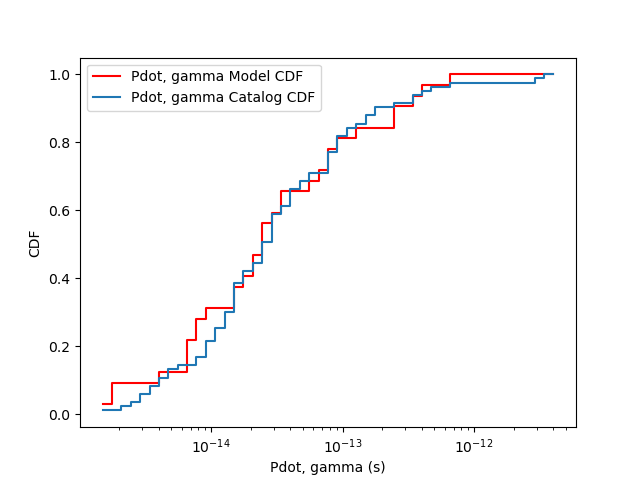 Pdot, gamma Model CDF
Pdot, gamma Catalog CDF
1.0
0.8
0.6
0.4
0.2
0.0
CDF
10⁻¹⁴
10⁻¹³
10⁻¹²
Pdot, gamma (s)